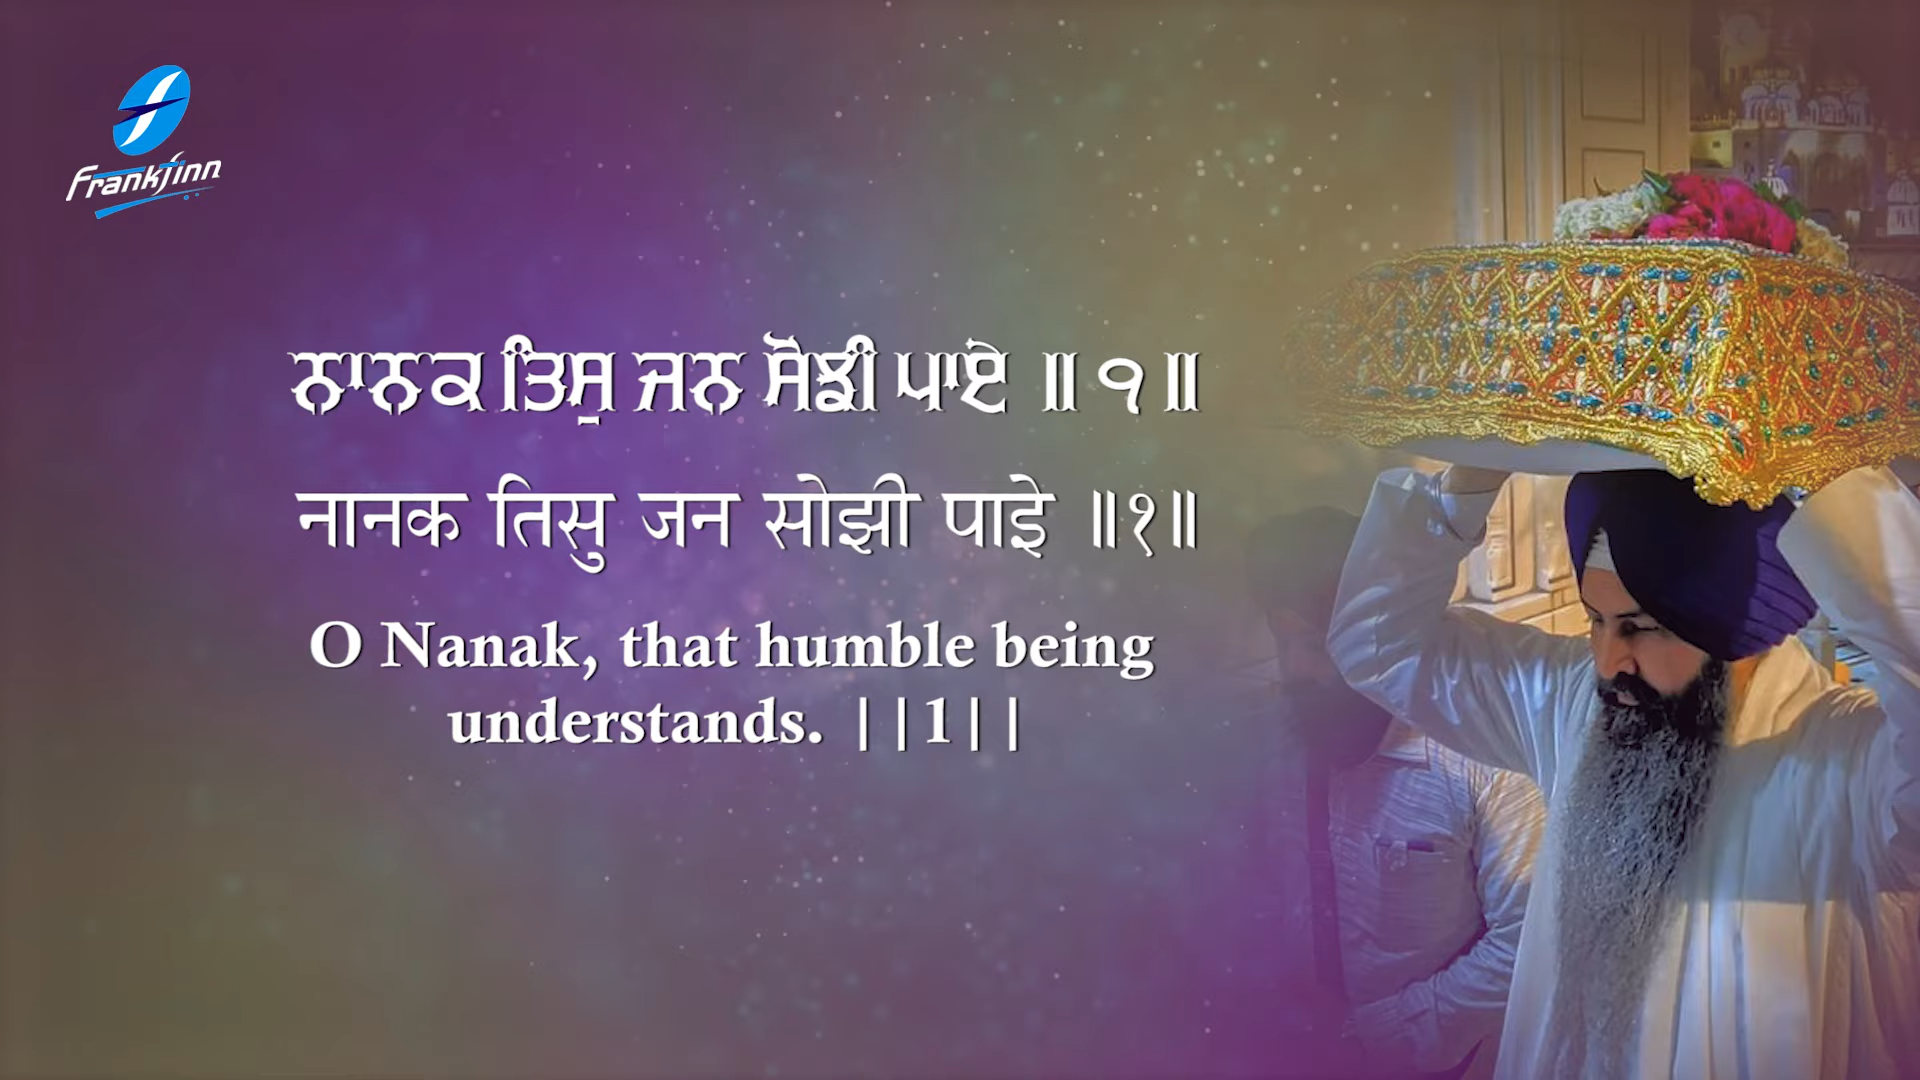 Frankfinn
ਨਾਨਕ ਤਿਸੁ ਜਨ ਸੋਝੀ ਪਾਏ ॥੧॥
नानक तिसु जन सोझी पाइे ॥१॥
O Nanak, that humble being
understands. ||1||